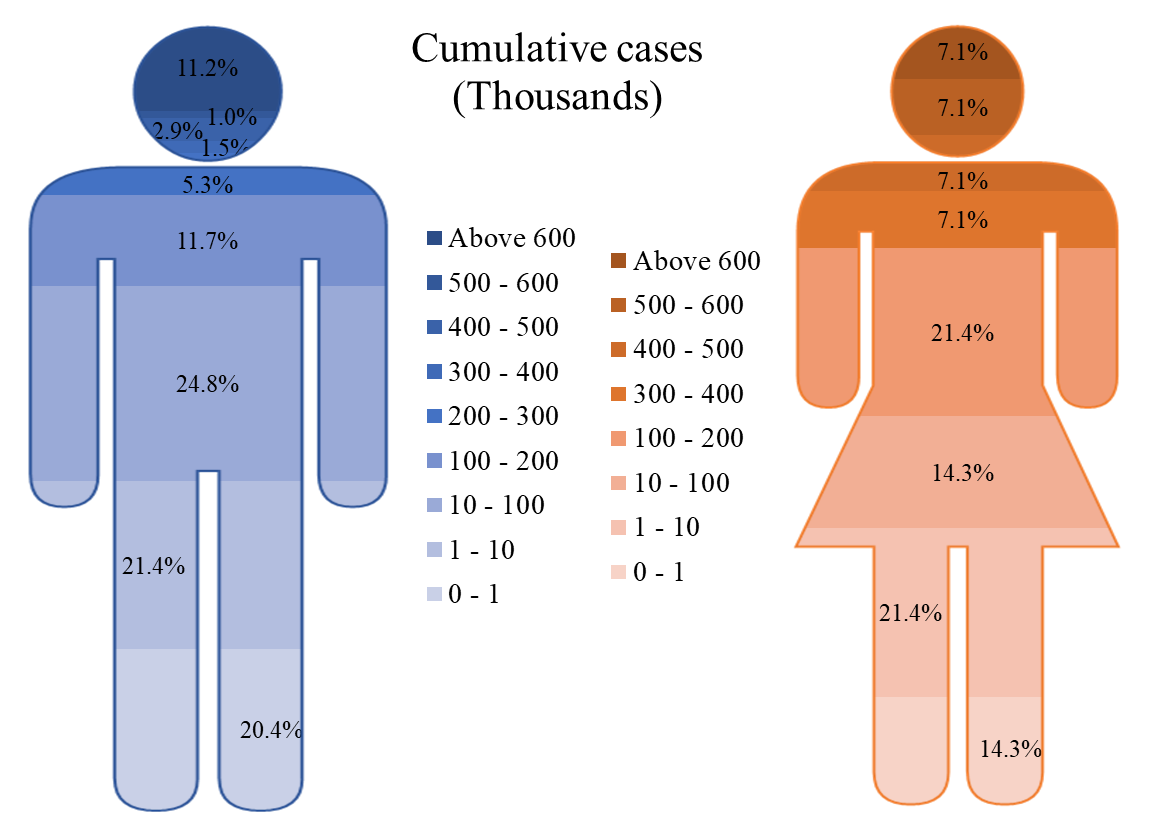 Cumulative cases
(Thousands)
11.2%
1.0%
2.9%
1.5%
5.3%
11.7%
24.8%
21.4%
20.4%
Above 600
500 - 600
400 - 500
300 - 400
200 - 300
100 - 200
10 - 100
1 - 10
0 - 1
Above 600
500 - 600
400 - 500
300 - 400
100 - 200
10 - 100
1 - 10
0 - 1
7.1%
7.1%
7.1%
7.1%
21.4%
14.3%
21.4%
14.3%